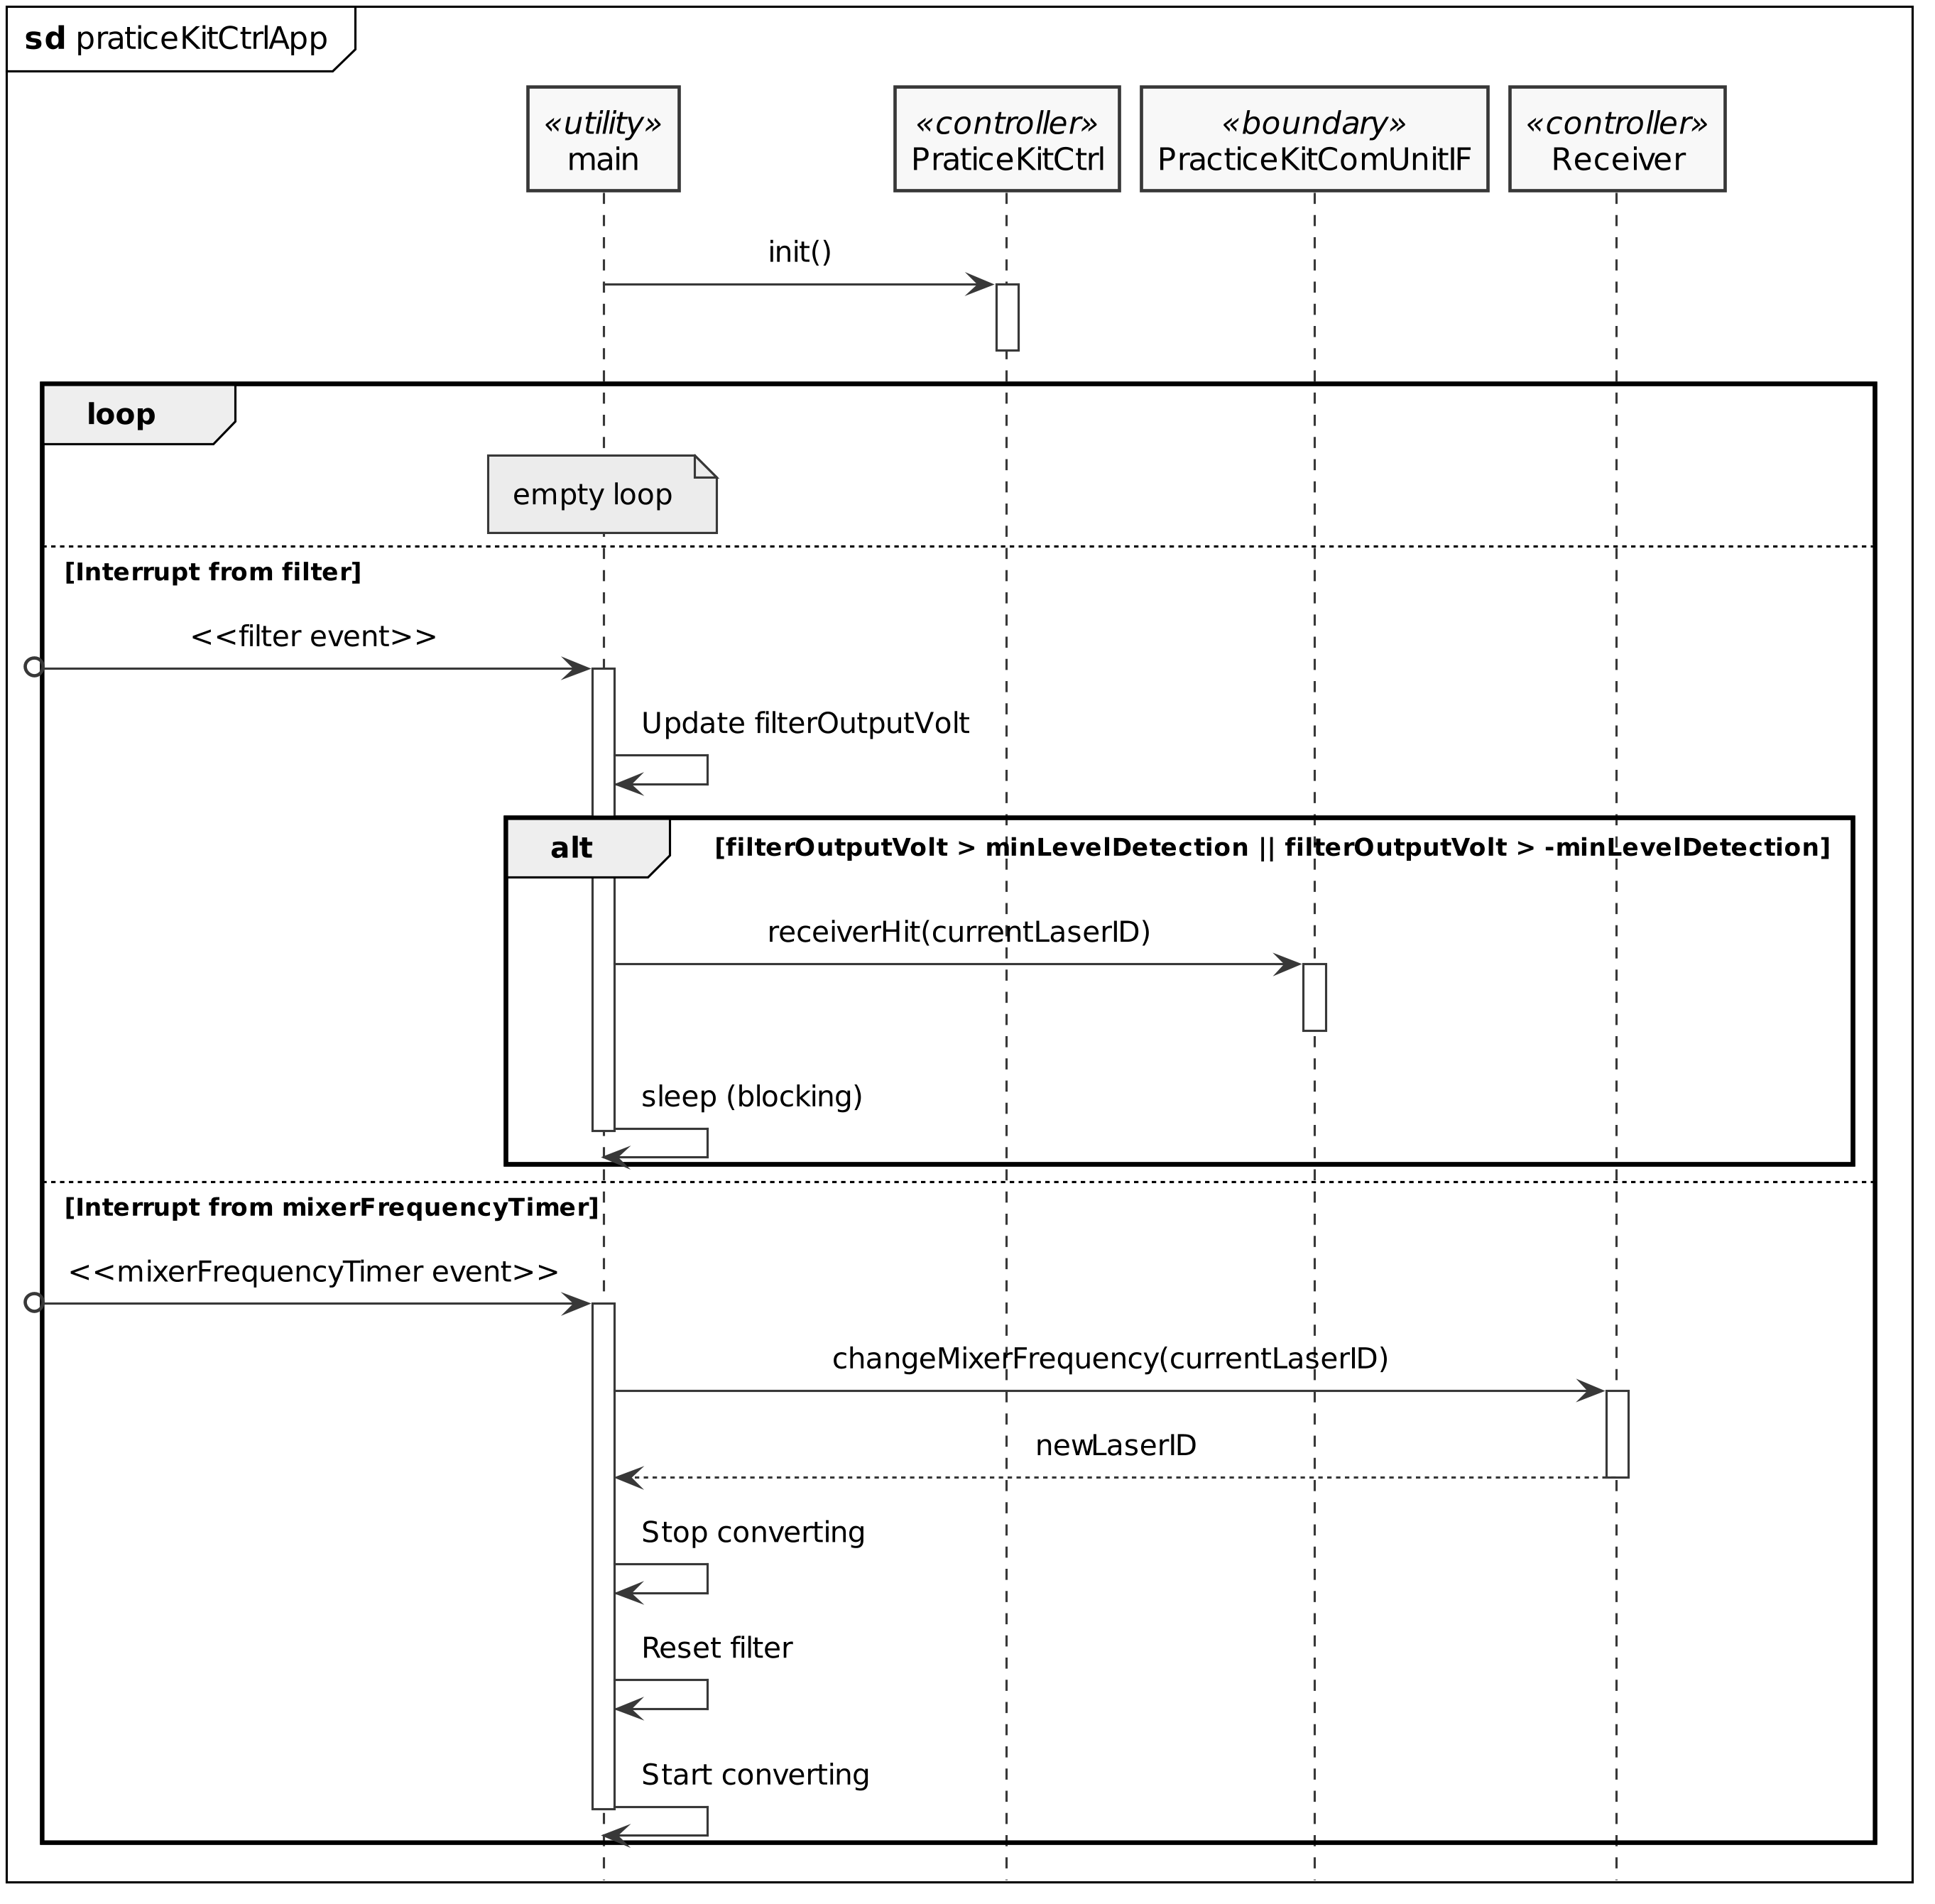 sd praticeKitCtrlApp
«utility»
main
«controller»
PraticeKitCtrl
«boundary»
PracticeKitComUnitIF
«controller»
Receiver
init()
loop
empty loop
[Interrupt from filter]
<<filter event>>
Update filterOutputVolt
alt [filterOutputVolt > minLevelDetection || filterOutputVolt > -minLevelDetection]
receiverHit(currentLaserID)
sleep (blocking)
[Interrupt from mixerFrequencyTimer]
<<mixerFrequencyTimer event>>
changeMixerFrequency(currentLaserID)
newLaserID
Stop converting
Reset filter
Start converting